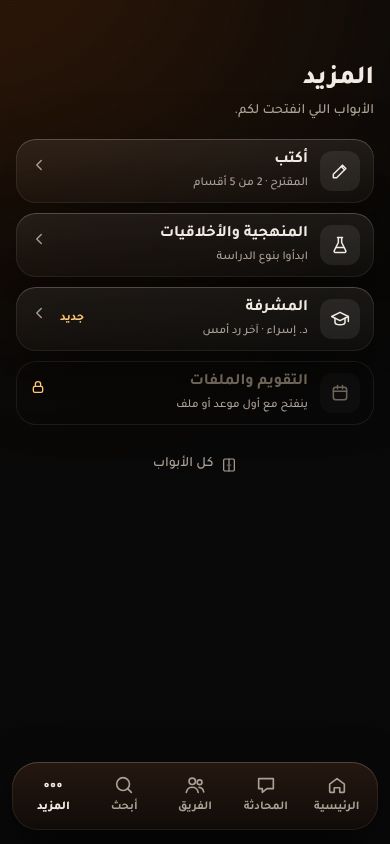 المزيد
الأبواب اللي انفتحت لكم.
أكتب
المقترح · 2 من 5 أقسام
المنهجية والأخلاقيات
ابدأوا بنوع الدراسة
المشرفة
جديد
د. إسراء · آخر رد أمس
التقويم والملفات
ينفتح مع أول موعد أو ملف
كل الأبواب
الرئيسية
المحادثة
الفريق
أبحث
المزيد